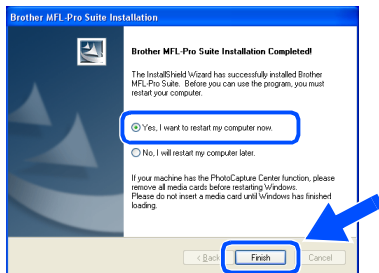 Brother MFL-Pro Suite Installation
Brother MFL-Pro Suite Installation Completed!
The InstallShield Wizard has successfully installed Brother
MFL-Pro Suite. Before you can use the program, you must
restart your computer.
Yes, I want to restart my computer now.
No, I will restart my computer later.
If your machine has the PhotoCapture Center function, please
remove all media cards before restarting Windows.
Please do not insert a media card until Windows has finished
loading.
< Back Finish Cancel